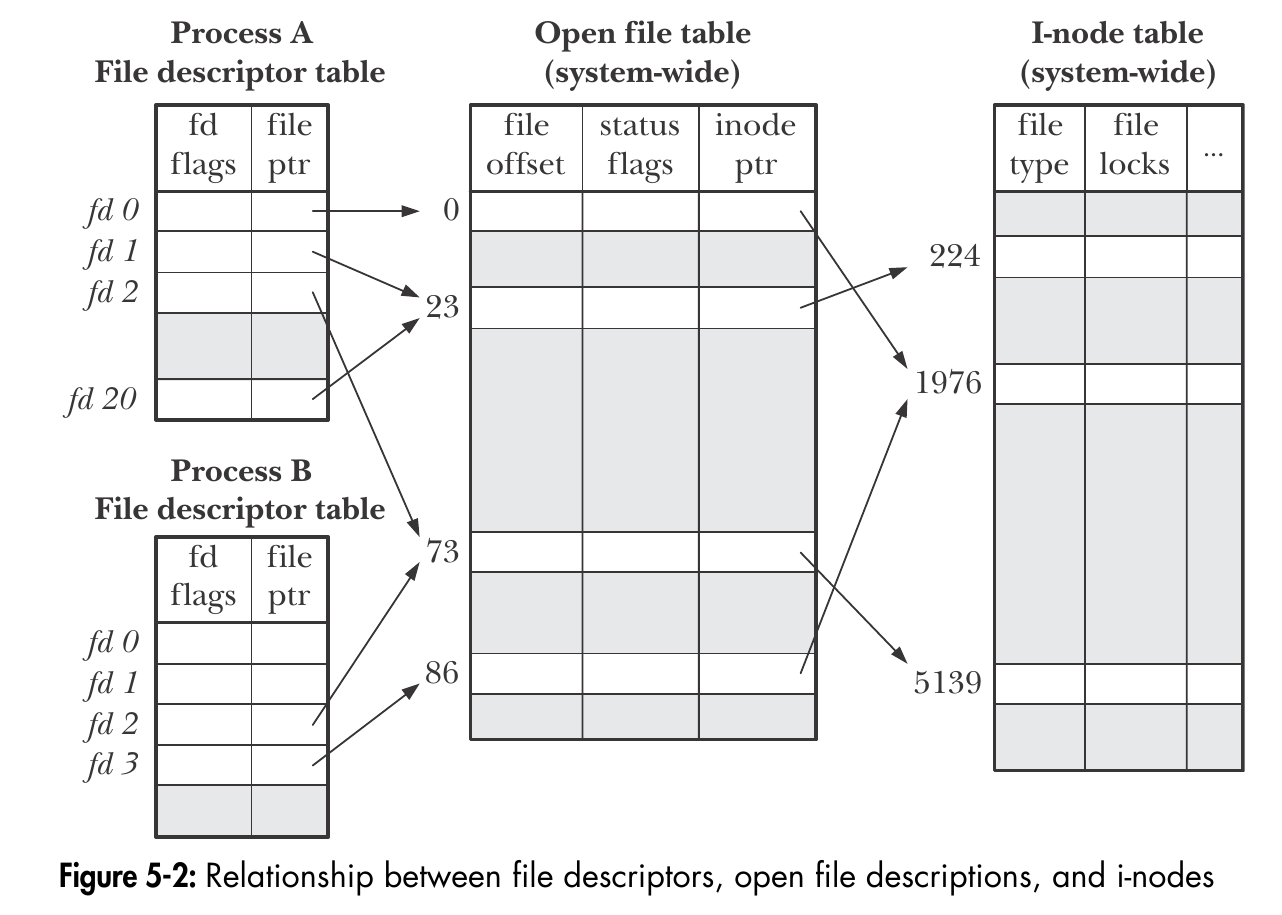 Process A
File descriptor table
fd
flags
file
ptr
fd 0
fd 1
fd 2
fd 20
Process B
File descriptor table
fd
flags
file
ptr
fd 0
fd 1
fd 2
fd 3
Open file table
(system-wide)
file
offset
status
flags
inode
ptr
0
23
73
86
I-node table
(system-wide)
file
type
file
locks
...
224
1976
5139
Figure 5-2: Relationship between file descriptors, open file descriptions, and i-nodes